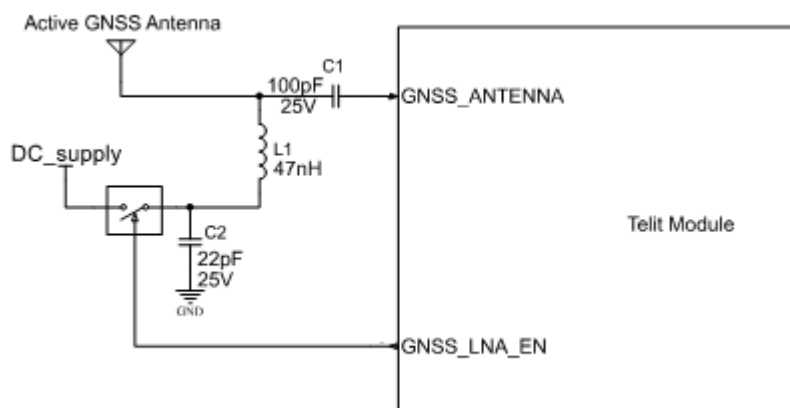 Active GNSS Antenna
C1
100pF
25V
GNSS_ANTENNA
L1
47nH
DC_supply
Telit Module
C2
22pF
25V
GND
GNSS_LNA_EN